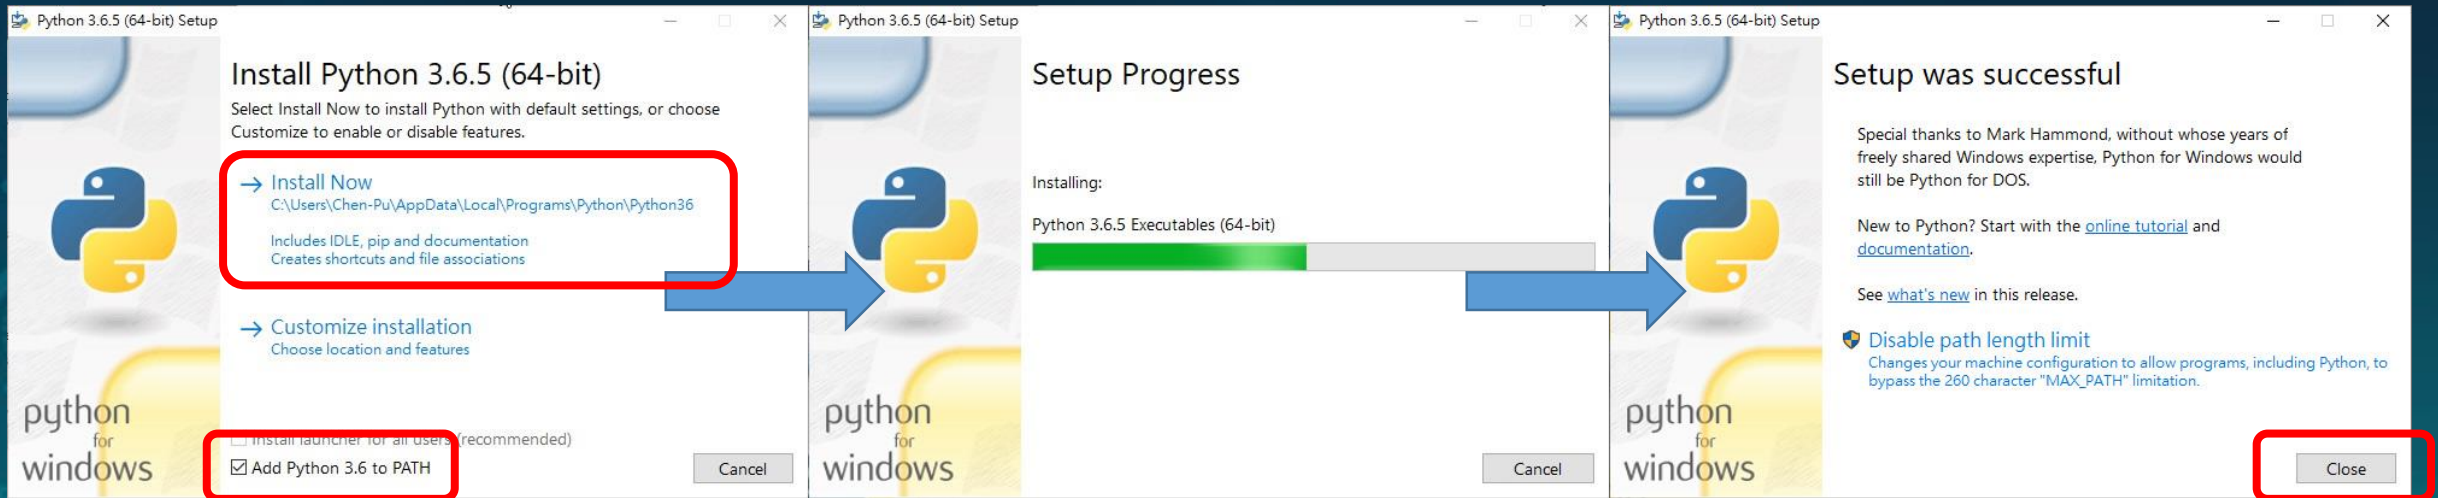 Python 3.6.5 (64-bit) Setup
Install Python 3.6.5 (64-bit)
Select Install Now to install Python with default settings, or choose
Customize to enable or disable features.
Install Now
C:\Users\Chen-Pu\AppData\Local\Programs\Python\Python36
Includes IDLE, pip and documentation
Creates shortcuts and file associations
Customize installation
Choose location and features
Install launcher for all users (recommended)
Add Python 3.6 to PATH
Cancel
python
for
windows
Python 3.6.5 (64-bit) Setup
Setup Progress
Installing:
Python 3.6.5 Executables (64-bit)
Cancel
python
for
windows
Python 3.6.5 (64-bit) Setup
Setup was successful
Special thanks to Mark Hammond, without whose years of
freely shared Windows expertise, Python for Windows would
still be Python for DOS.
New to Python? Start with the online tutorial and
documentation.
See what's new in this release.
Disable path length limit
Changes your machine configuration to allow programs, including Python, to
bypass the 260 character "MAX_PATH" limitation.
Close
python
for
windows